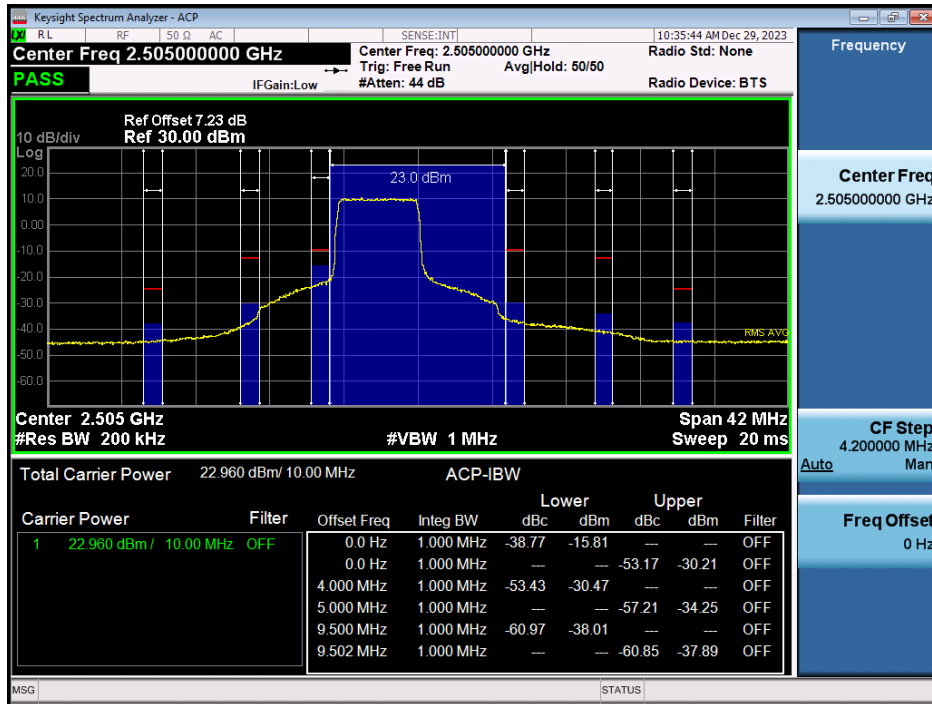 Keysight Spectrum Analyzer - ACP
LXI RL RF 50 Ω AC SENSE:INT 10:35:44 AM Dec 29, 2023
Center Freq 2.505000000 GHz
Center Freq: 2.505000000 GHz Radio Std: None
Trig: Free Run Avg|Hold: 50/50
PASS IFGain:Low #Atten: 44 dB Radio Device: BTS
Frequency
Ref Offset 7.23 dB
10 dB/div Ref 30.00 dBm
Log
20.0
10.0
0.00
-10.0
-20.0
-30.0
-40.0
-50.0
-60.0
23.0 dBm
RMS AVG
Center 2.505 GHz Span 42 MHz
#Res BW 200 kHz #VBW 1 MHz Sweep 20 ms
Total Carrier Power 22.960 dBm/ 10.00 MHz ACP-IBW
Lower Upper
Carrier Power Filter Offset Freq Integ BW dBc dBm dBc dBm Filter
1 22.960 dBm / 10.00 MHz OFF 0.0 Hz 1.000 MHz -38.77 -15.81 --- --- OFF
0.0 Hz 1.000 MHz --- --- -53.17 -30.21 OFF
4.000 MHz 1.000 MHz -53.43 -30.47 --- --- OFF
5.000 MHz 1.000 MHz --- --- -57.21 -34.25 OFF
9.500 MHz 1.000 MHz -60.97 -38.01 --- --- OFF
9.502 MHz 1.000 MHz --- --- -60.85 -37.89 OFF
Center Freq
2.505000000 GHz
CF Step
4.200000 MHz
Auto Man
Freq Offset
0 Hz
MSG STATUS